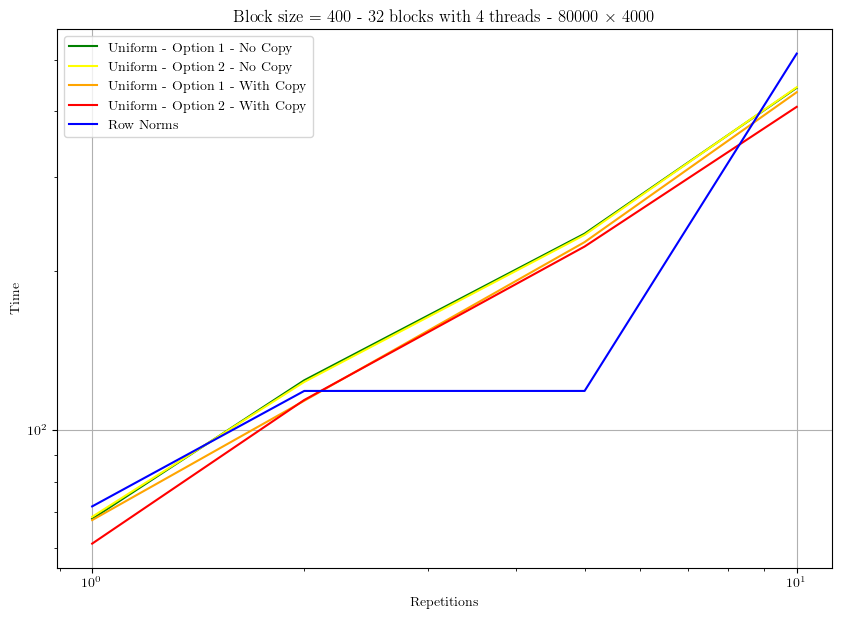 Block size = 400 - 32 blocks with 4 threads - 80000 × 4000
Uniform - Option 1 - No Copy
Uniform - Option 2 - No Copy
Uniform - Option 1 - With Copy
Uniform - Option 2 - With Copy
Row Norms
Time
10²
10⁰
10¹
Repetitions